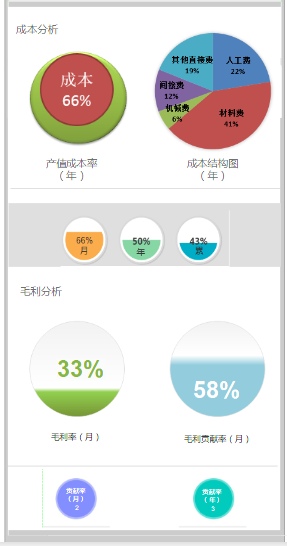 成本分析
成本
66%
其他直接费
19%
人工费
22%
间接费
12%
机械费
6%
材料费
41%
产值成本率
（年）
成本结构图
（年）
66%
月
50%
年
43%
累
毛利分析
33%
58%
毛利率（月）
毛利贡献率（月）
贡献率
（月）
2
贡献率
（年）
3